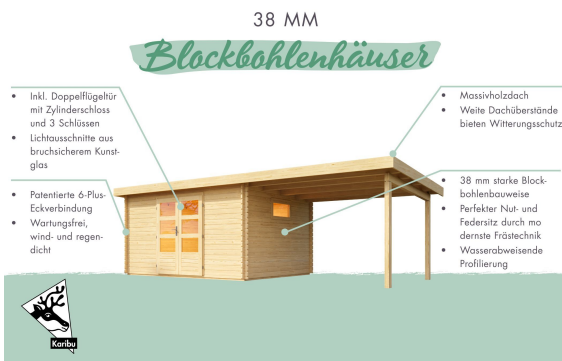 38 MM
Blockbohlenhäuser
• Inkl. Doppelflügeltür
mit Zylinderschloss
und 3 Schlüssen
• Lichtausschnitte aus
bruchsicherem Kunst-
glas
• Patentierte 6-Plus-
Eckverbindung
• Wartungsfrei,
wind- und regen-
dicht
• Massivholzdach
• Weite Dachüberstände
bieten Witterungsschutz
• 38 mm starke Block-
bohlenbauweise
• Perfekter Nut- und
Federsitz durch mo
dernste Frästechnik
• Wasserabweisende
Profilierung
Karibu